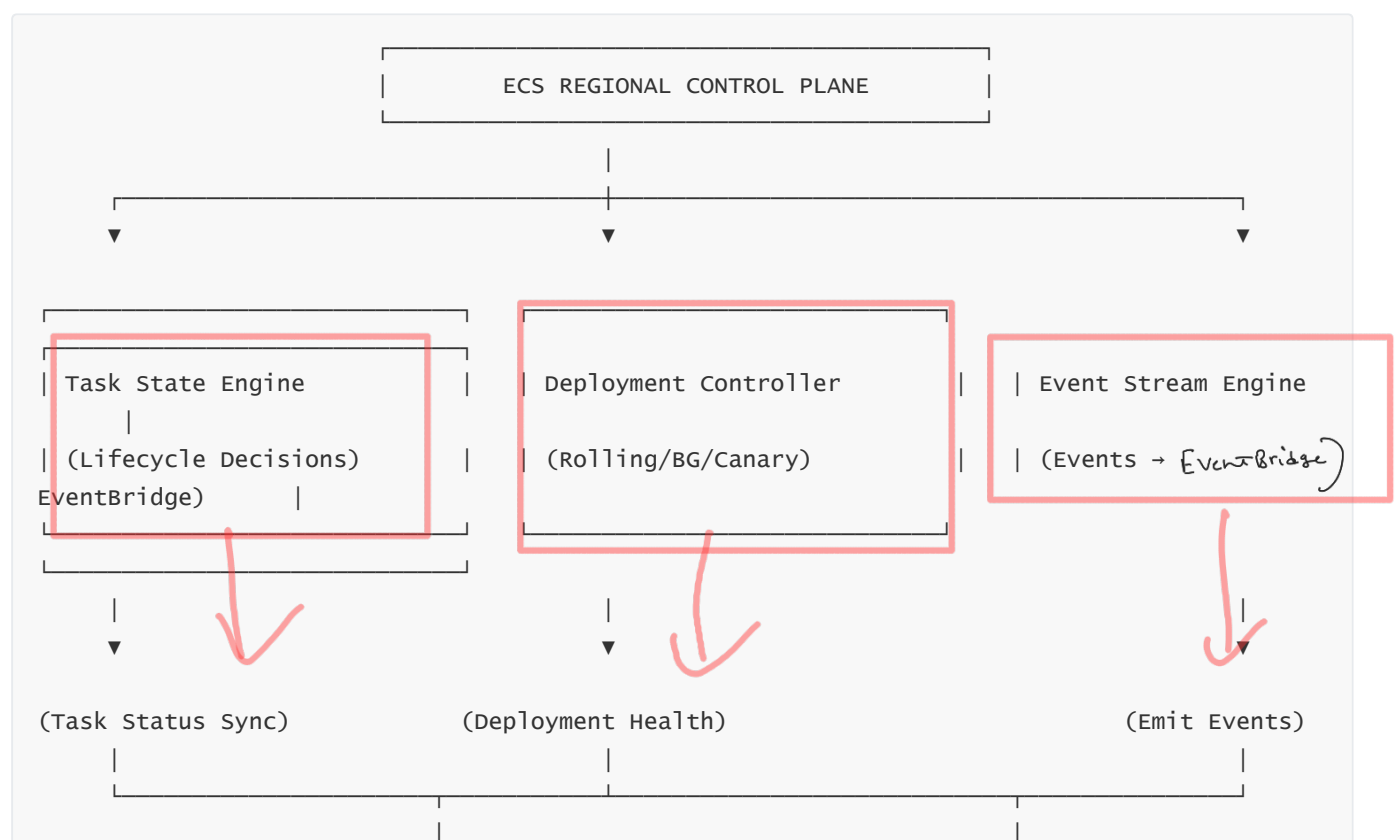 ECS REGIONAL CONTROL PLANE
Task State Engine
Deployment Controller
Event Stream Engine
(Lifecycle Decisions)
(Rolling/BG/Canary)
(Events → EventBridge)
EventBridge)
(Task Status Sync)
(Deployment Health)
(Emit Events)